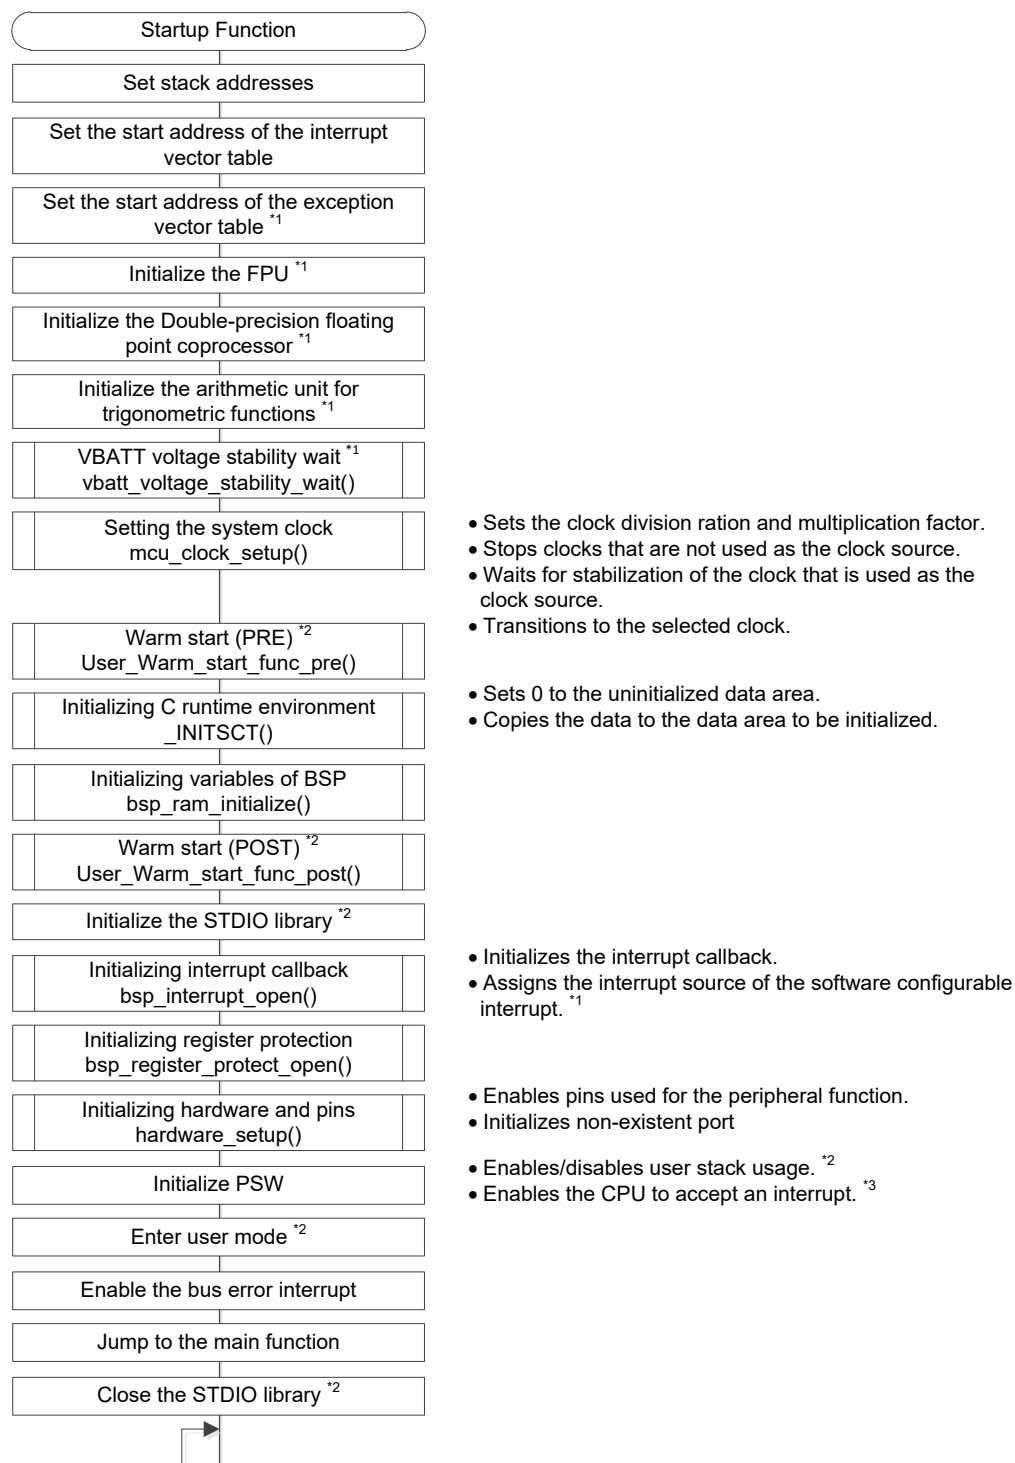 Startup Function
Set stack addresses
Set the start address of the interrupt
vector table
Set the start address of the exception
vector table *1
Initialize the FPU *1
Initialize the Double-precision floating
point coprocessor *1
Initialize the arithmetic unit for
trigonometric functions *1
VBATT voltage stability wait *1
vbatt_voltage_stability_wait()
Setting the system clock
mcu_clock_setup()
• Sets the clock division ration and multiplication factor.
• Stops clocks that are not used as the clock source.
• Waits for stabilization of the clock that is used as the
clock source.
• Transitions to the selected clock.
Warm start (PRE) *2
User_Warm_start_func_pre()
Initializing C runtime environment
_INITSCT()
• Sets 0 to the uninitialized data area.
• Copies the data to the data area to be initialized.
Initializing variables of BSP
bsp_ram_initialize()
Warm start (POST) *2
User_Warm_start_func_post()
Initialize the STDIO library *2
Initializing interrupt callback
bsp_interrupt_open()
• Initializes the interrupt callback.
• Assigns the interrupt source of the software configurable
interrupt. *1
Initializing register protection
bsp_register_protect_open()
Initializing hardware and pins
hardware_setup()
• Enables pins used for the peripheral function.
• Initializes non-existent port
Initialize PSW
• Enables/disables user stack usage. *2
• Enables the CPU to accept an interrupt. *3
Enter user mode *2
Enable the bus error interrupt
Jump to the main function
Close the STDIO library *2